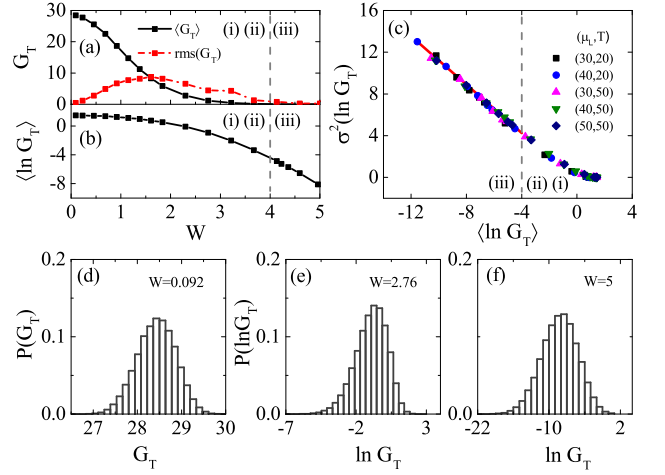 30
20
10
0
G_T
(a)
⟨G_T⟩
rms(G_T)
(i) (ii) (iii)
0
-4
-8
⟨ln G_T⟩
(b)
(i) (ii) (iii)
0 1 2 3 4 5
W
16
12
8
4
0
σ²(ln G_T)
(c)
(μ_L,T)
(30,20)
(40,20)
(30,50)
(40,50)
(50,50)
(iii) (ii) (i)
-12 -8 -4 0 4
⟨ln G_T⟩
0.2
0.1
0.0
P(G_T)
(d)
W=0.092
27 28 29 30
G_T
0.2
0.1
0.0
P(lnG_T)
(e)
W=2.76
-7 -2 3
ln G_T
0.2
0.1
0.0
(f)
W=5
-22 -10 2
ln G_T